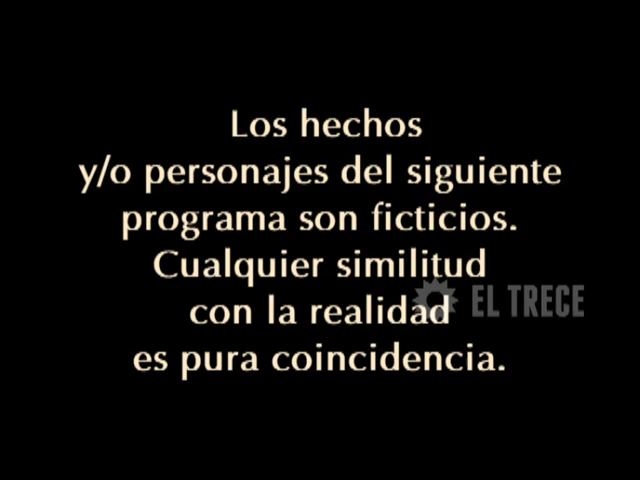 Los hechos
y/o personajes del siguiente
programa son ficticios.
Cualquier similitud
con la realidad
EL TRECE
es pura coincidencia.